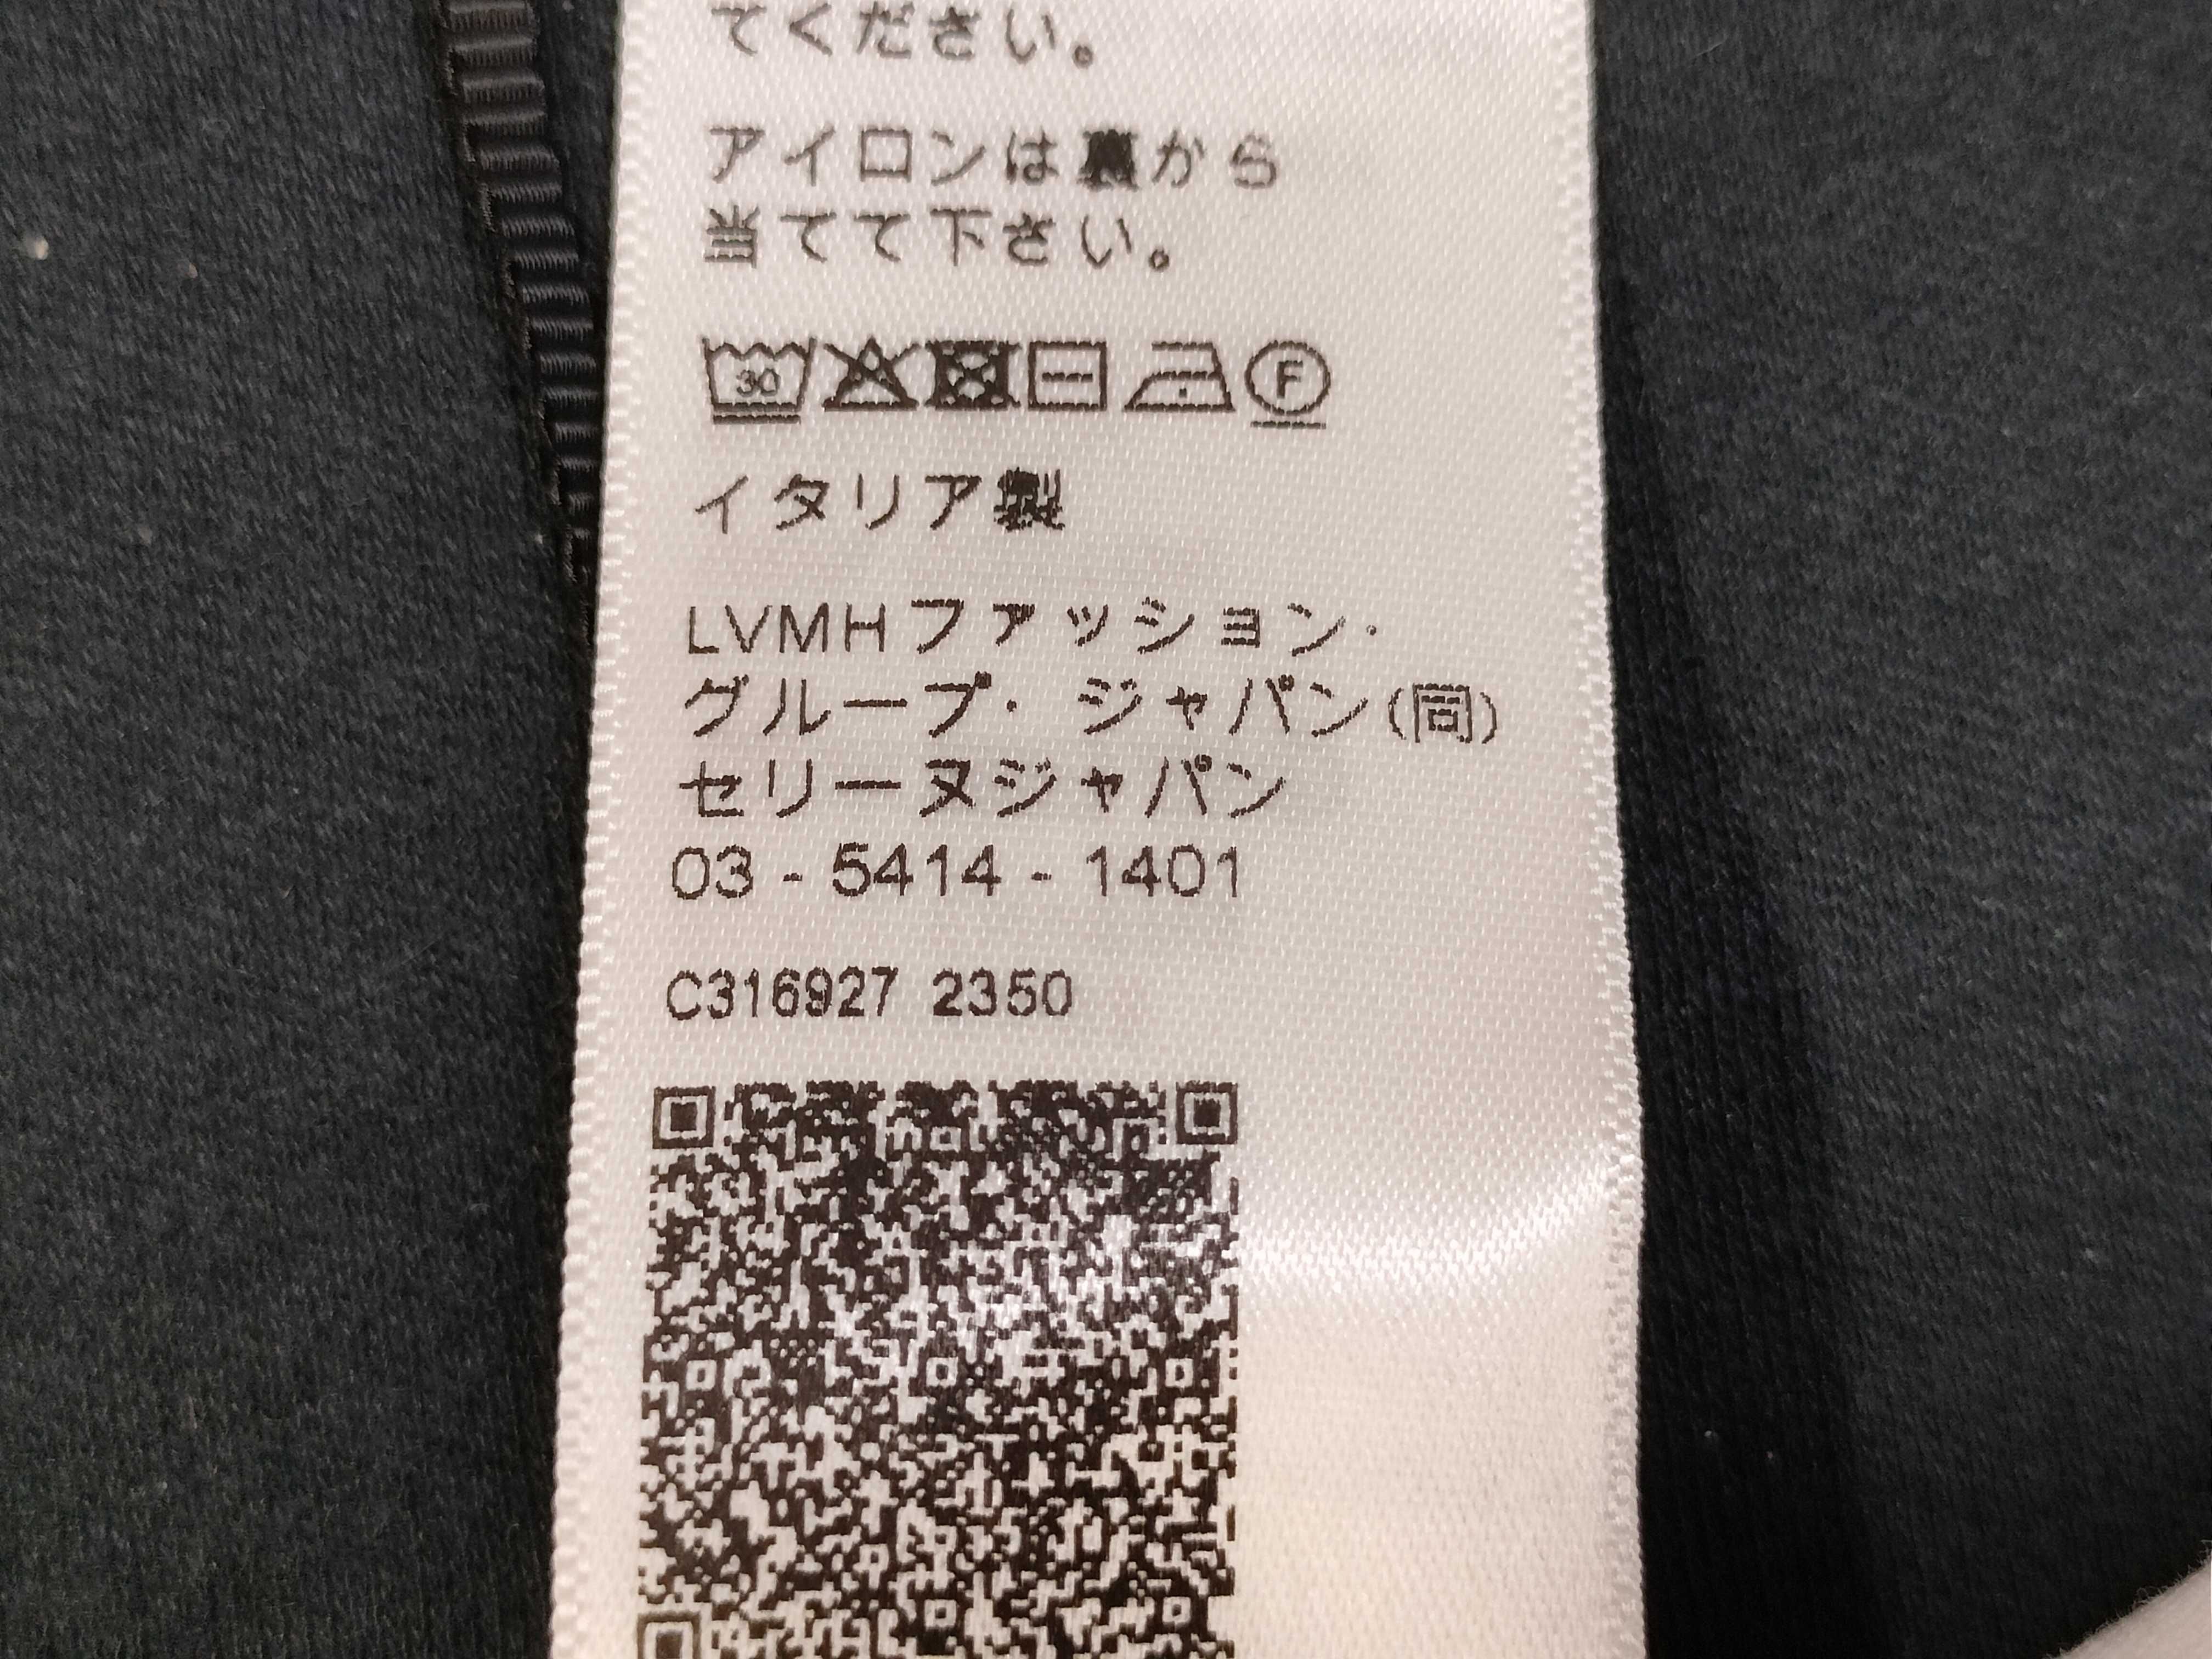 てください。
アイロンは裏から
当てて下さい。
30 F
イタリア製
LVMHファッション・
グループ・ジャパン(同)
セリーヌジャパン
03 - 5414 - 1401
C316927 2350